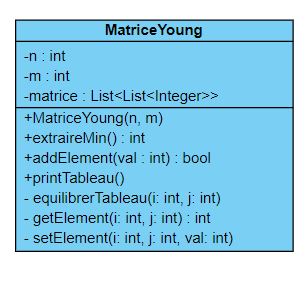 MatriceYoung
-n : int
-m : int
-matrice : List<List<Integer>>
+MatriceYoung(n, m)
+extraireMin() : int
+addElement(val : int) : bool
+printTableau()
- equilibrerTableau(i: int, j: int)
- getElement(i: int, j: int) : int
- setElement(i: int, j: int, val: int)